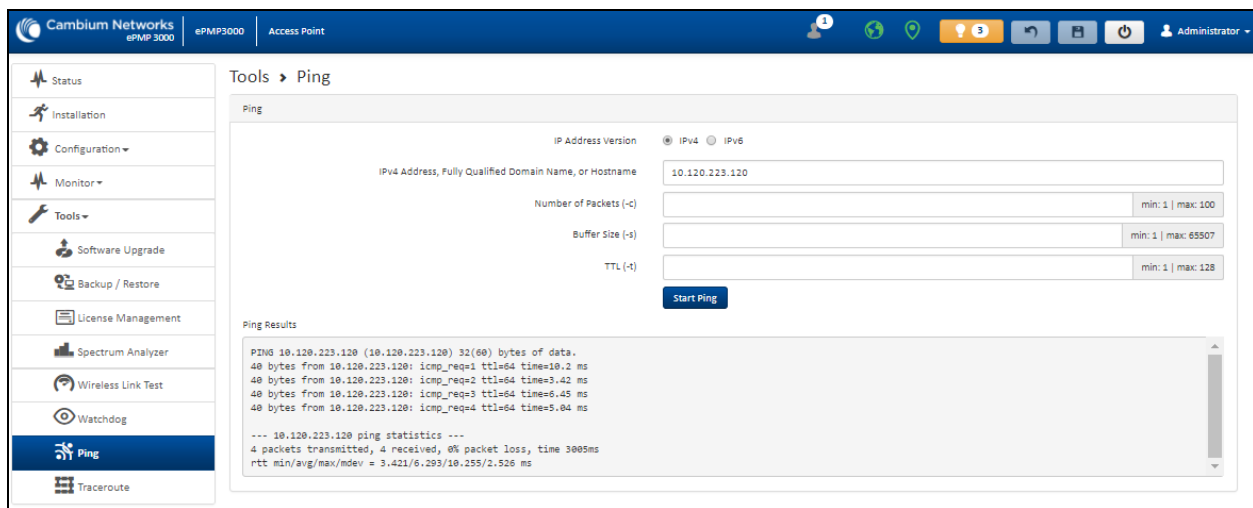 Cambium Networks
ePMP 3000
ePMP3000
Access Point
1
3
Administrator
Status
Installation
Configuration
Monitor
Tools
Software Upgrade
Backup / Restore
License Management
Spectrum Analyzer
Wireless Link Test
Watchdog
Ping
Traceroute
Tools > Ping
Ping
IP Address Version IPv4 IPv6
IPv4 Address, Fully Qualified Domain Name, or Hostname 10.120.223.120
Number of Packets (-c) min: 1 | max: 100
Buffer Size (-s) min: 1 | max: 65507
TTL (-t) min: 1 | max: 128
Start Ping
Ping Results
PING 10.120.223.120 (10.120.223.120) 32(60) bytes of data.
40 bytes from 10.120.223.120: icmp_req=1 ttl=64 time=10.2 ms
40 bytes from 10.120.223.120: icmp_req=2 ttl=64 time=3.42 ms
40 bytes from 10.120.223.120: icmp_req=3 ttl=64 time=6.45 ms
40 bytes from 10.120.223.120: icmp_req=4 ttl=64 time=5.04 ms
--- 10.120.223.120 ping statistics ---
4 packets transmitted, 4 received, 0% packet loss, time 3005ms
rtt min/avg/max/mdev = 3.421/6.293/10.255/2.526 ms